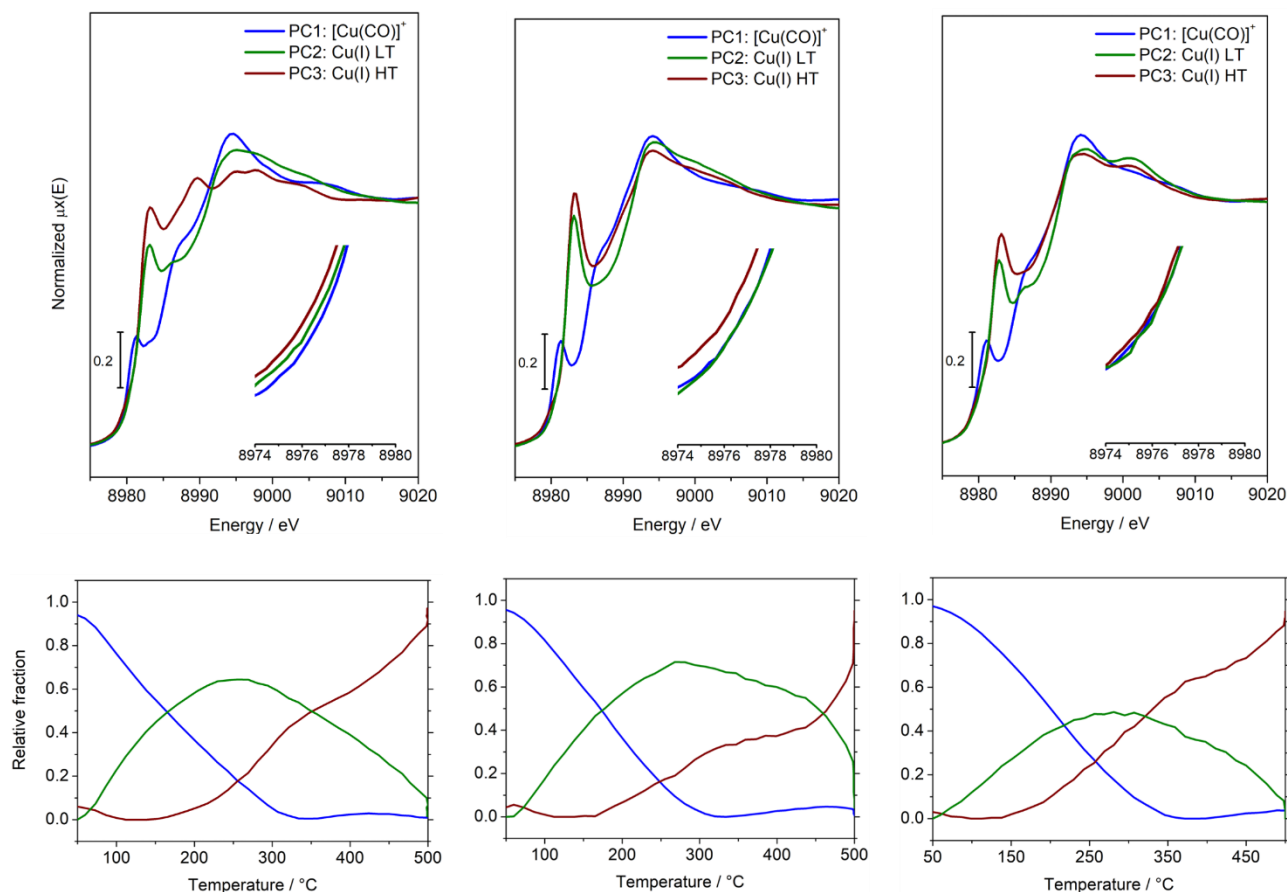 PC1: [Cu(CO)]⁺
PC2: Cu(I) LT
PC3: Cu(I) HT
Normalized μx(E)
0.2
8974 8976 8978 8980
8980 8990 9000 9010 9020
Energy / eV
PC1: [Cu(CO)]⁺
PC2: Cu(I) LT
PC3: Cu(I) HT
0.2
8974 8976 8978 8980
8980 8990 9000 9010 9020
Energy / eV
PC1: [Cu(CO)]⁺
PC2: Cu(I) LT
PC3: Cu(I) HT
0.2
8974 8976 8978 8980
8980 8990 9000 9010 9020
Energy / eV
Relative fraction
1.0
0.8
0.6
0.4
0.2
0.0
100 200 300 400 500
Temperature / °C
1.0
0.8
0.6
0.4
0.2
0.0
100 200 300 400 500
Temperature / °C
1.0
0.8
0.6
0.4
0.2
0.0
50 150 250 350 450
Temperature / °C